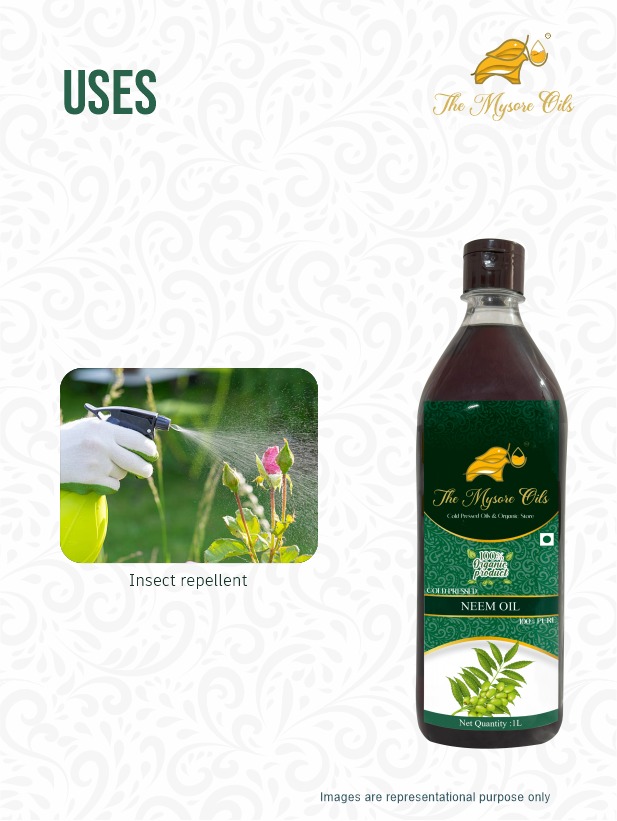 USES
The Mysore Oils
The Mysore Oils
Cold Pressed Oils & Organic Store
100%
Organic
product
COLD PRESSED
NEEM OIL
100% PURE
Net Quantity :1L
Insect repellent
Images are representational purpose only